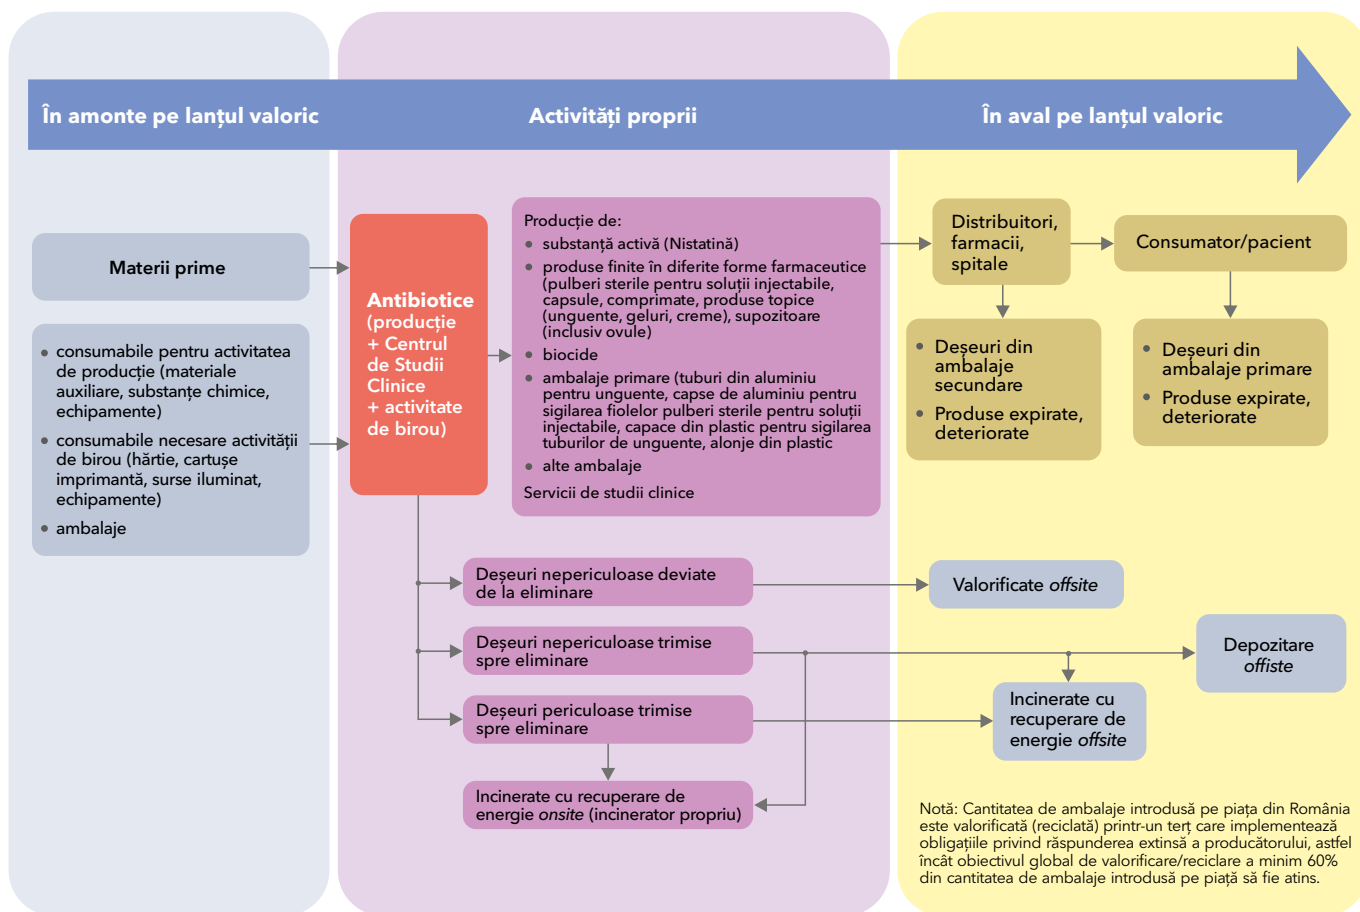 În amonte pe lanțul valoric
Activități proprii
În aval pe lanțul valoric
Materii prime
• consumabile pentru activitatea
de producție (materiale
auxiliare, substanțe chimice,
echipamente)
• consumabile necesare activității
de birou (hârtie, cartușe
imprimantă, surse iluminat,
echipamente)
• ambalaje
Antibiotice
(producție
+ Centrul
de Studii
Clinice
+ activitate
de birou)
Producție de:
• substanță activă (Nistatină)
• produse finite în diferite forme farmaceutice
(pulberi sterile pentru soluții injectabile,
capsule, comprimate, produse topice
(unguente, geluri, creme), supozitoare
(inclusiv ovule)
• biocide
• ambalaje primare (tuburi din aluminiu
pentru unguente, capse de aluminiu pentru
sigilarea fiolelor pulberi sterile pentru soluții
injectabile, capace din plastic pentru sigilarea
tuburilor de unguente, alonje din plastic
• alte ambalaje
Servicii de studii clinice
Distribuitori,
farmacii,
spitale
Consumator/pacient
• Deșeuri din
ambalaje
secundare
• Produse expirate,
deteriorate
• Deșeuri din
ambalaje primare
• Produse expirate,
deteriorate
Deșeuri nepericuloase deviate
de la eliminare
Valorificate offsite
Deșeuri nepericuloase trimise
spre eliminare
Depozitare
offiste
Deșeuri periculoase trimise
spre eliminare
Incinerate cu
recuperare de
energie offsite
Incinerate cu recuperare de
energie onsite (incinerator propriu)
Notă: Cantitatea de ambalaje introdusă pe piața din România
este valorificată (reciclată) printr-un terț care implementează
obligațiile privind răspunderea extinsă a producătorului, astfel
încât obiectivul global de valorificare/reciclare a minim 60%
din cantitatea de ambalaje introdusă pe piață să fie atins.